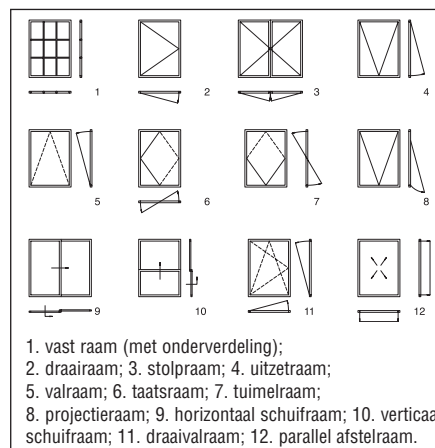 1 2 3 4
5 6 7 8
9 10 11 12
1. vast raam (met onderverdeling);
2. draairaam; 3. stolpraam; 4. uitzetraam;
5. valraam; 6. taatsraam; 7. tuimelraam;
8. projectieraam; 9. horizontaal schuifraam; 10. verticaa
schuifraam; 11. draaivalraam; 12. parallel afstelraam.